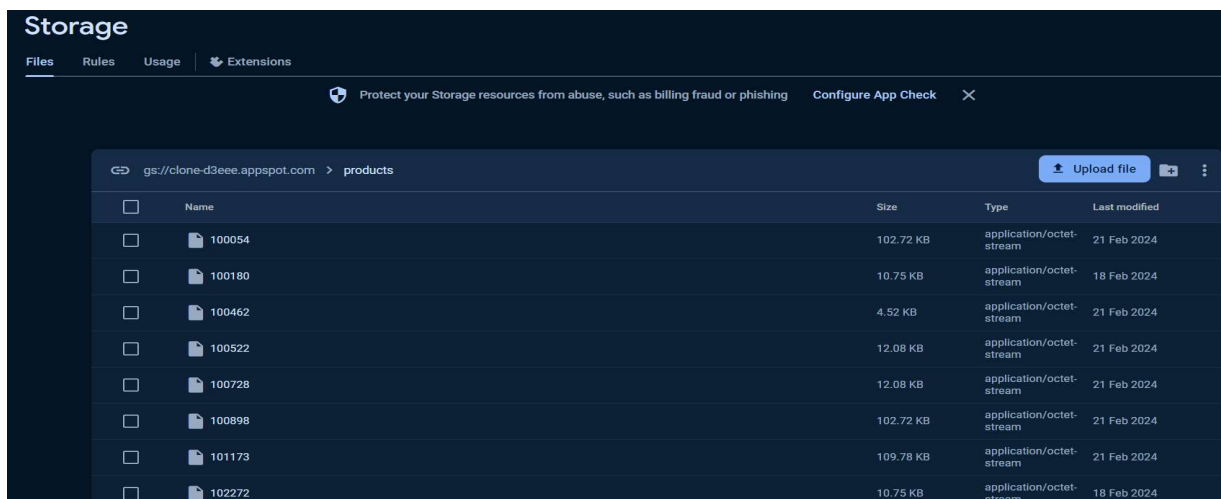 Storage
Files Rules Usage Extensions
Protect your Storage resources from abuse, such as billing fraud or phishing Configure App Check
gs://clone-d3eee.appspot.com > products Upload file
Name Size Type Last modified
100054 102.72 KB application/octet-
stream 21 Feb 2024
100180 10.75 KB application/octet-
stream 18 Feb 2024
100462 4.52 KB application/octet-
stream 21 Feb 2024
100522 12.08 KB application/octet-
stream 21 Feb 2024
100728 12.08 KB application/octet-
stream 21 Feb 2024
100898 102.72 KB application/octet-
stream 21 Feb 2024
101173 109.78 KB application/octet-
stream 21 Feb 2024
102272 10.75 KB application/octet-
stream 18 Feb 2024